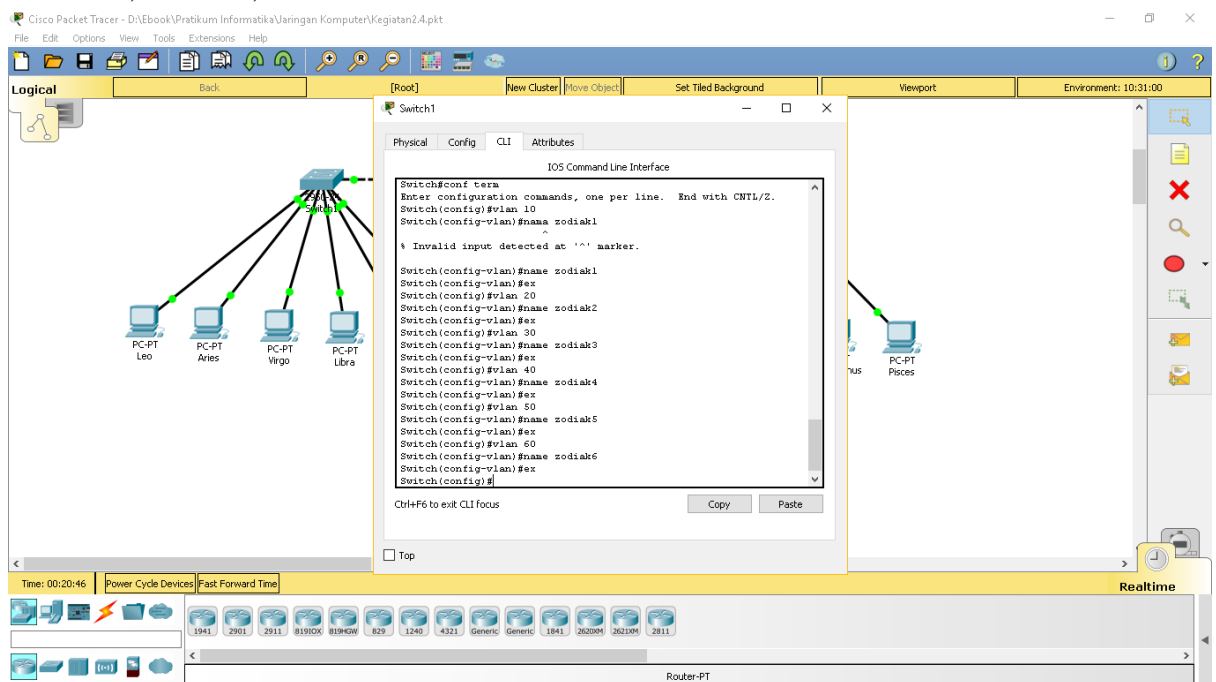 Cisco Packet Tracer - D:\Ebook\Pratikum Informatika\Jaringan Komputer\Kegiatan2.4.pkt
File Edit Options View Tools Extensions Help
Logical Back [Root] New Cluster Move Object Set Tiled Background Viewport Environment: 10:31:00
Switch1
Physical Config CLI Attributes
IOS Command Line Interface
Switch#conf term
Enter configuration commands, one per line. End with CNTL/Z.
Switch(config)#vlan 10
Switch(config-vlan)#nama zodiak1
^
% Invalid input detected at '^' marker.
Switch(config-vlan)#name zodiak1
Switch(config-vlan)#ex
Switch(config)#vlan 20
Switch(config-vlan)#name zodiak2
Switch(config-vlan)#ex
Switch(config)#vlan 30
Switch(config-vlan)#name zodiak3
Switch(config-vlan)#ex
Switch(config)#vlan 40
Switch(config-vlan)#name zodiak4
Switch(config-vlan)#ex
Switch(config)#vlan 50
Switch(config-vlan)#name zodiak5
Switch(config-vlan)#ex
Switch(config)#vlan 60
Switch(config-vlan)#name zodiak6
Switch(config-vlan)#ex
Switch(config)#
Ctrl+F6 to exit CLI focus Copy Paste
Top
Switch1
PC-PT
Leo
PC-PT
Aries
PC-PT
Virgo
PC-PT
Libra
PC-PT
Pisces
Time: 00:20:46 Power Cycle Devices Fast Forward Time Realtime
1941 2901 2911 819IOX 819HGW 829 1240 4321 Generic Generic 1841 2620XM 2621XM 2811
Router-PT